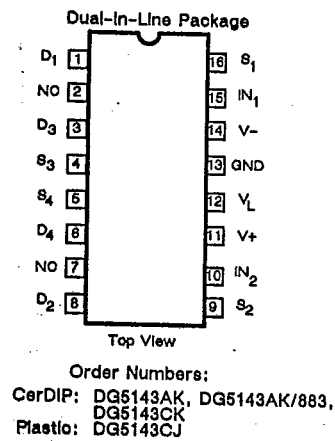 Dual-In-Line Package
D1 1 16 S1
NC 2 15 IN1
D3 3 14 V-
S3 4 13 GND
S4 5 12 VL
D4 6 11 V+
NC 7 10 IN2
D2 8 9 S2
Top View
Order Numbers:
CerDIP: DG5143AK, DG5143AK/883,
DG5143CK
Plastic: DG5143CJ